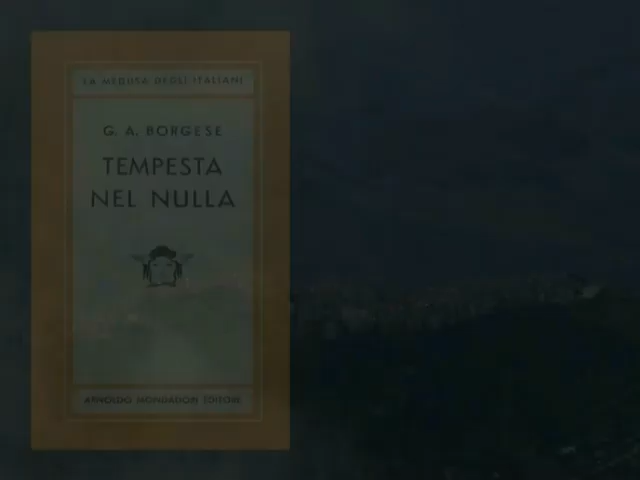 LA MEDUSA DEGLI ITALIANI
G. A. BORGESE
TEMPESTA
NEL NULLA
ARNOLDO MONDADORI EDITORE